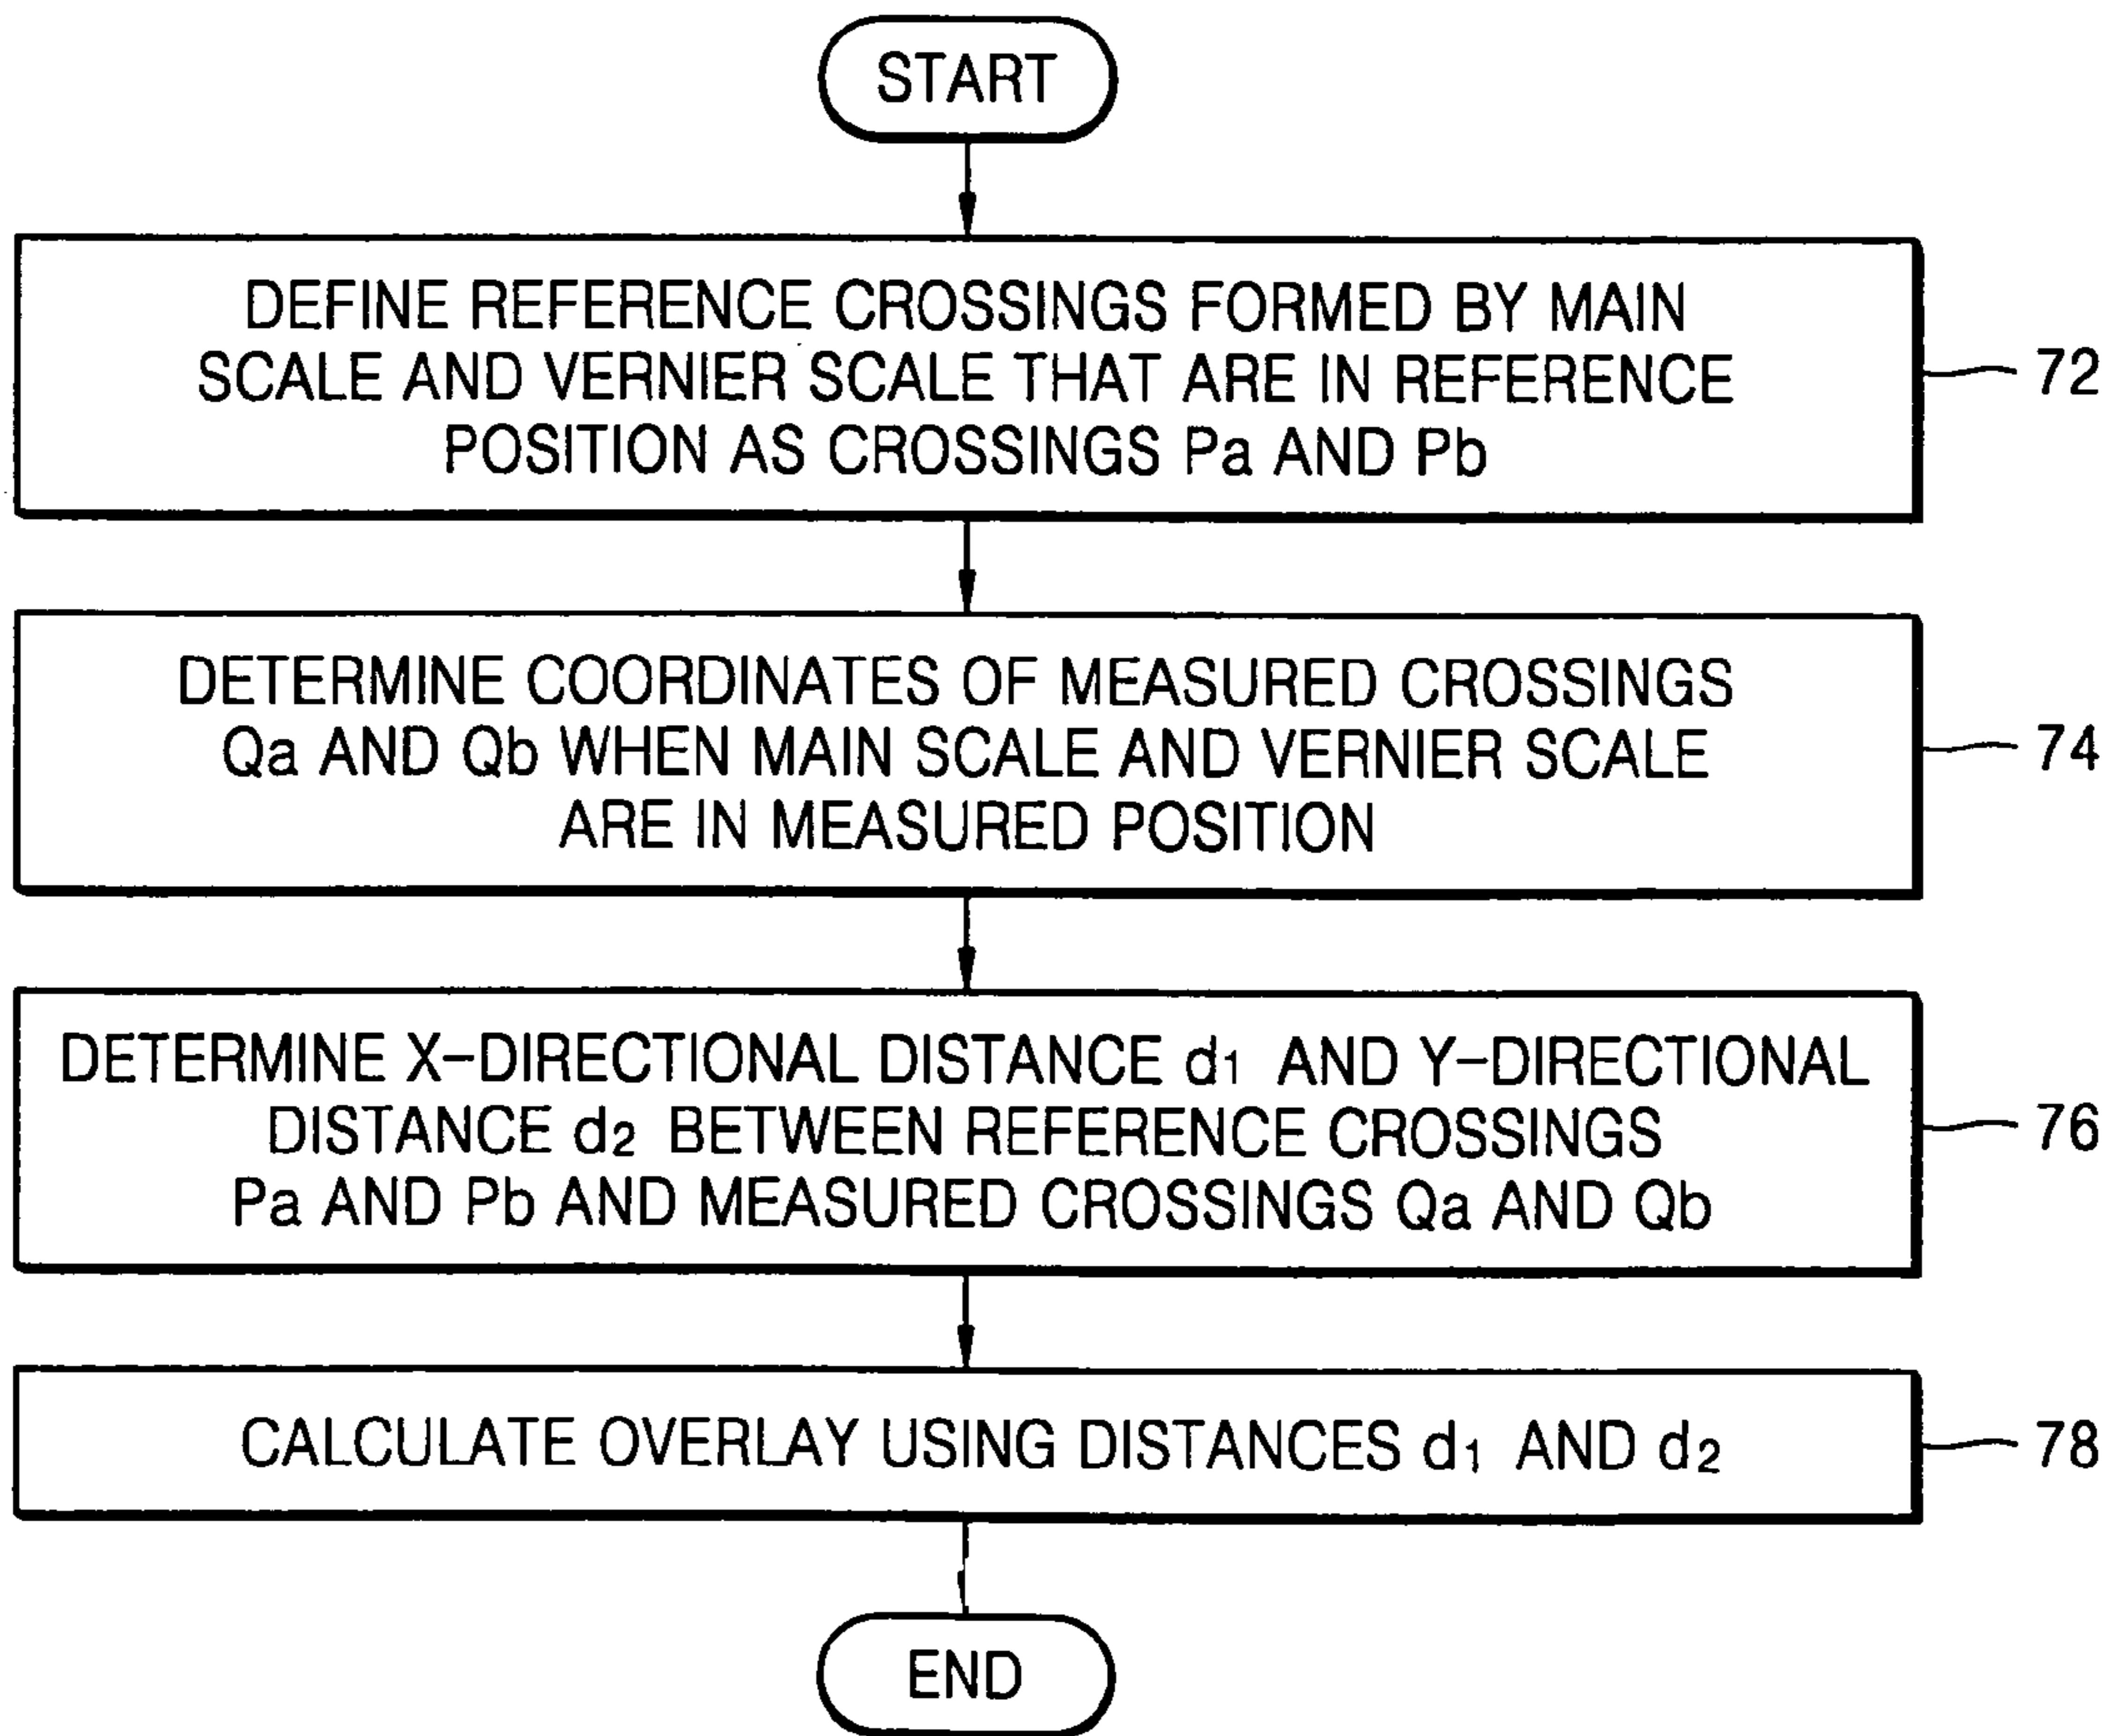 START
DEFINE REFERENCE CROSSINGS FORMED BY MAIN
SCALE AND VERNIER SCALE THAT ARE IN REFERENCE
POSITION AS CROSSINGS Pa AND Pb
72
DETERMINE COORDINATES OF MEASURED CROSSINGS
Qa AND Qb WHEN MAIN SCALE AND VERNIER SCALE
ARE IN MEASURED POSITION
74
DETERMINE X-DIRECTIONAL DISTANCE d1 AND Y-DIRECTIONAL
DISTANCE d2 BETWEEN REFERENCE CROSSINGS
Pa AND Pb AND MEASURED CROSSINGS Qa AND Qb
76
CALCULATE OVERLAY USING DISTANCES d1 AND d2
78
END